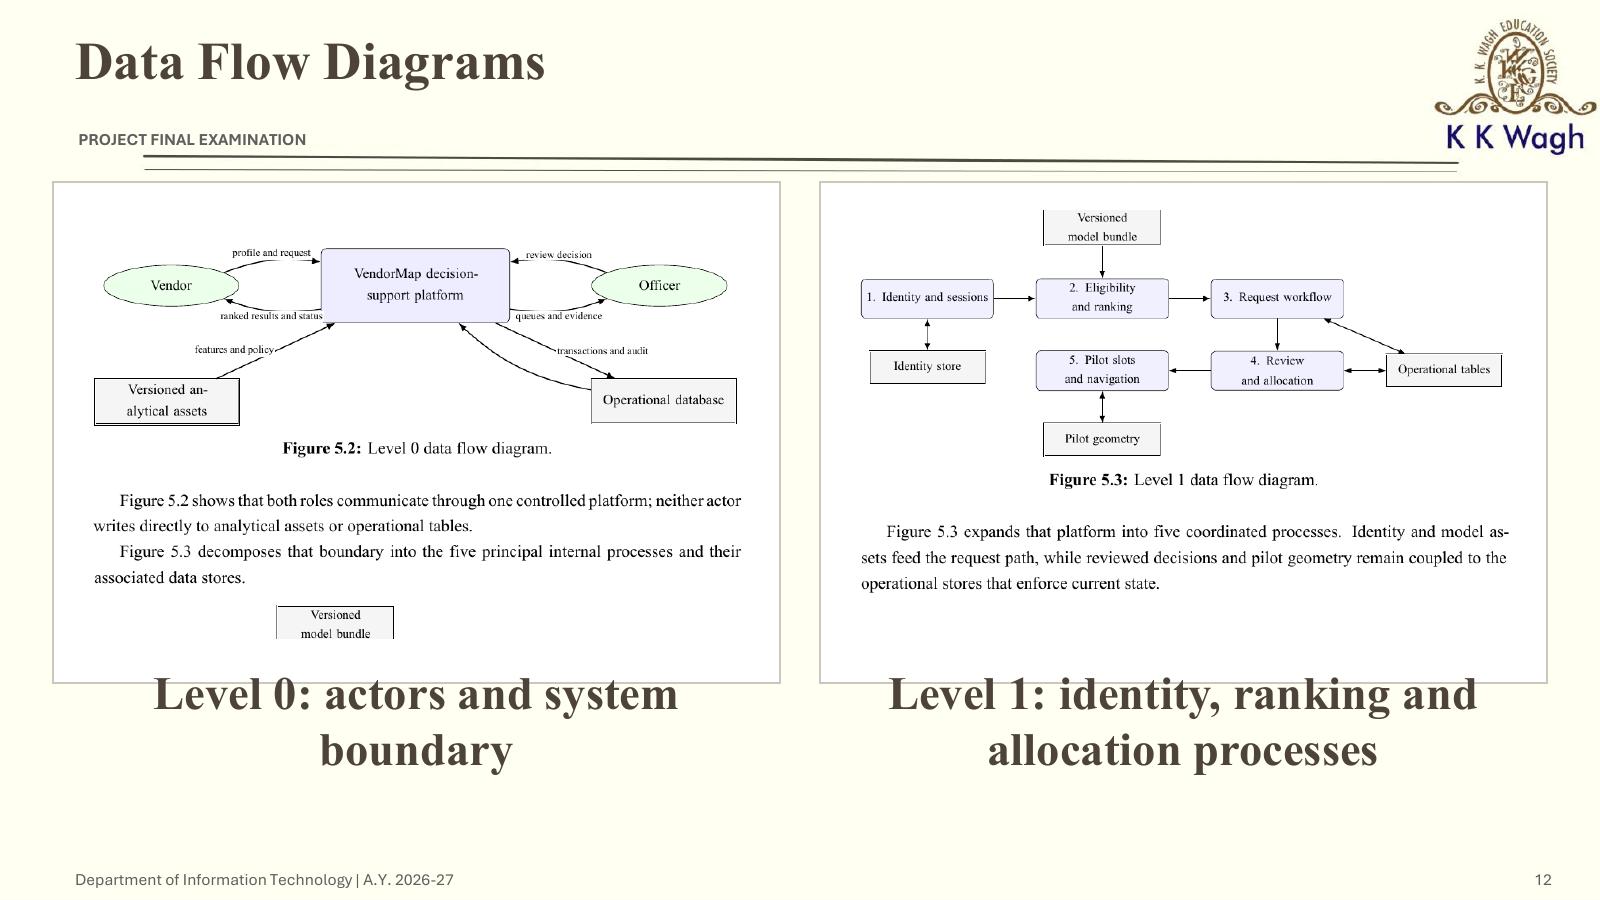 Data Flow Diagrams
K. K. WAGH EDUCATION SOCIETY
K K Wagh
PROJECT FINAL EXAMINATION
profile and request
review decision
Vendor
VendorMap decision-
support platform
Officer
ranked results and status
queues and evidence
features and policy
transactions and audit
Versioned an-
alytical assets
Operational database
Figure 5.2: Level 0 data flow diagram.
Figure 5.2 shows that both roles communicate through one controlled platform; neither actor
writes directly to analytical assets or operational tables.
Figure 5.3 decomposes that boundary into the five principal internal processes and their
associated data stores.
Versioned
model bundle
Level 0: actors and system
boundary
Versioned
model bundle
1. Identity and sessions
2. Eligibility
and ranking
3. Request workflow
Identity store
5. Pilot slots
and navigation
4. Review
and allocation
Operational tables
Pilot geometry
Figure 5.3: Level 1 data flow diagram.
Figure 5.3 expands that platform into five coordinated processes. Identity and model as-
sets feed the request path, while reviewed decisions and pilot geometry remain coupled to the
operational stores that enforce current state.
Level 1: identity, ranking and
allocation processes
Department of Information Technology | A.Y. 2026-27
12